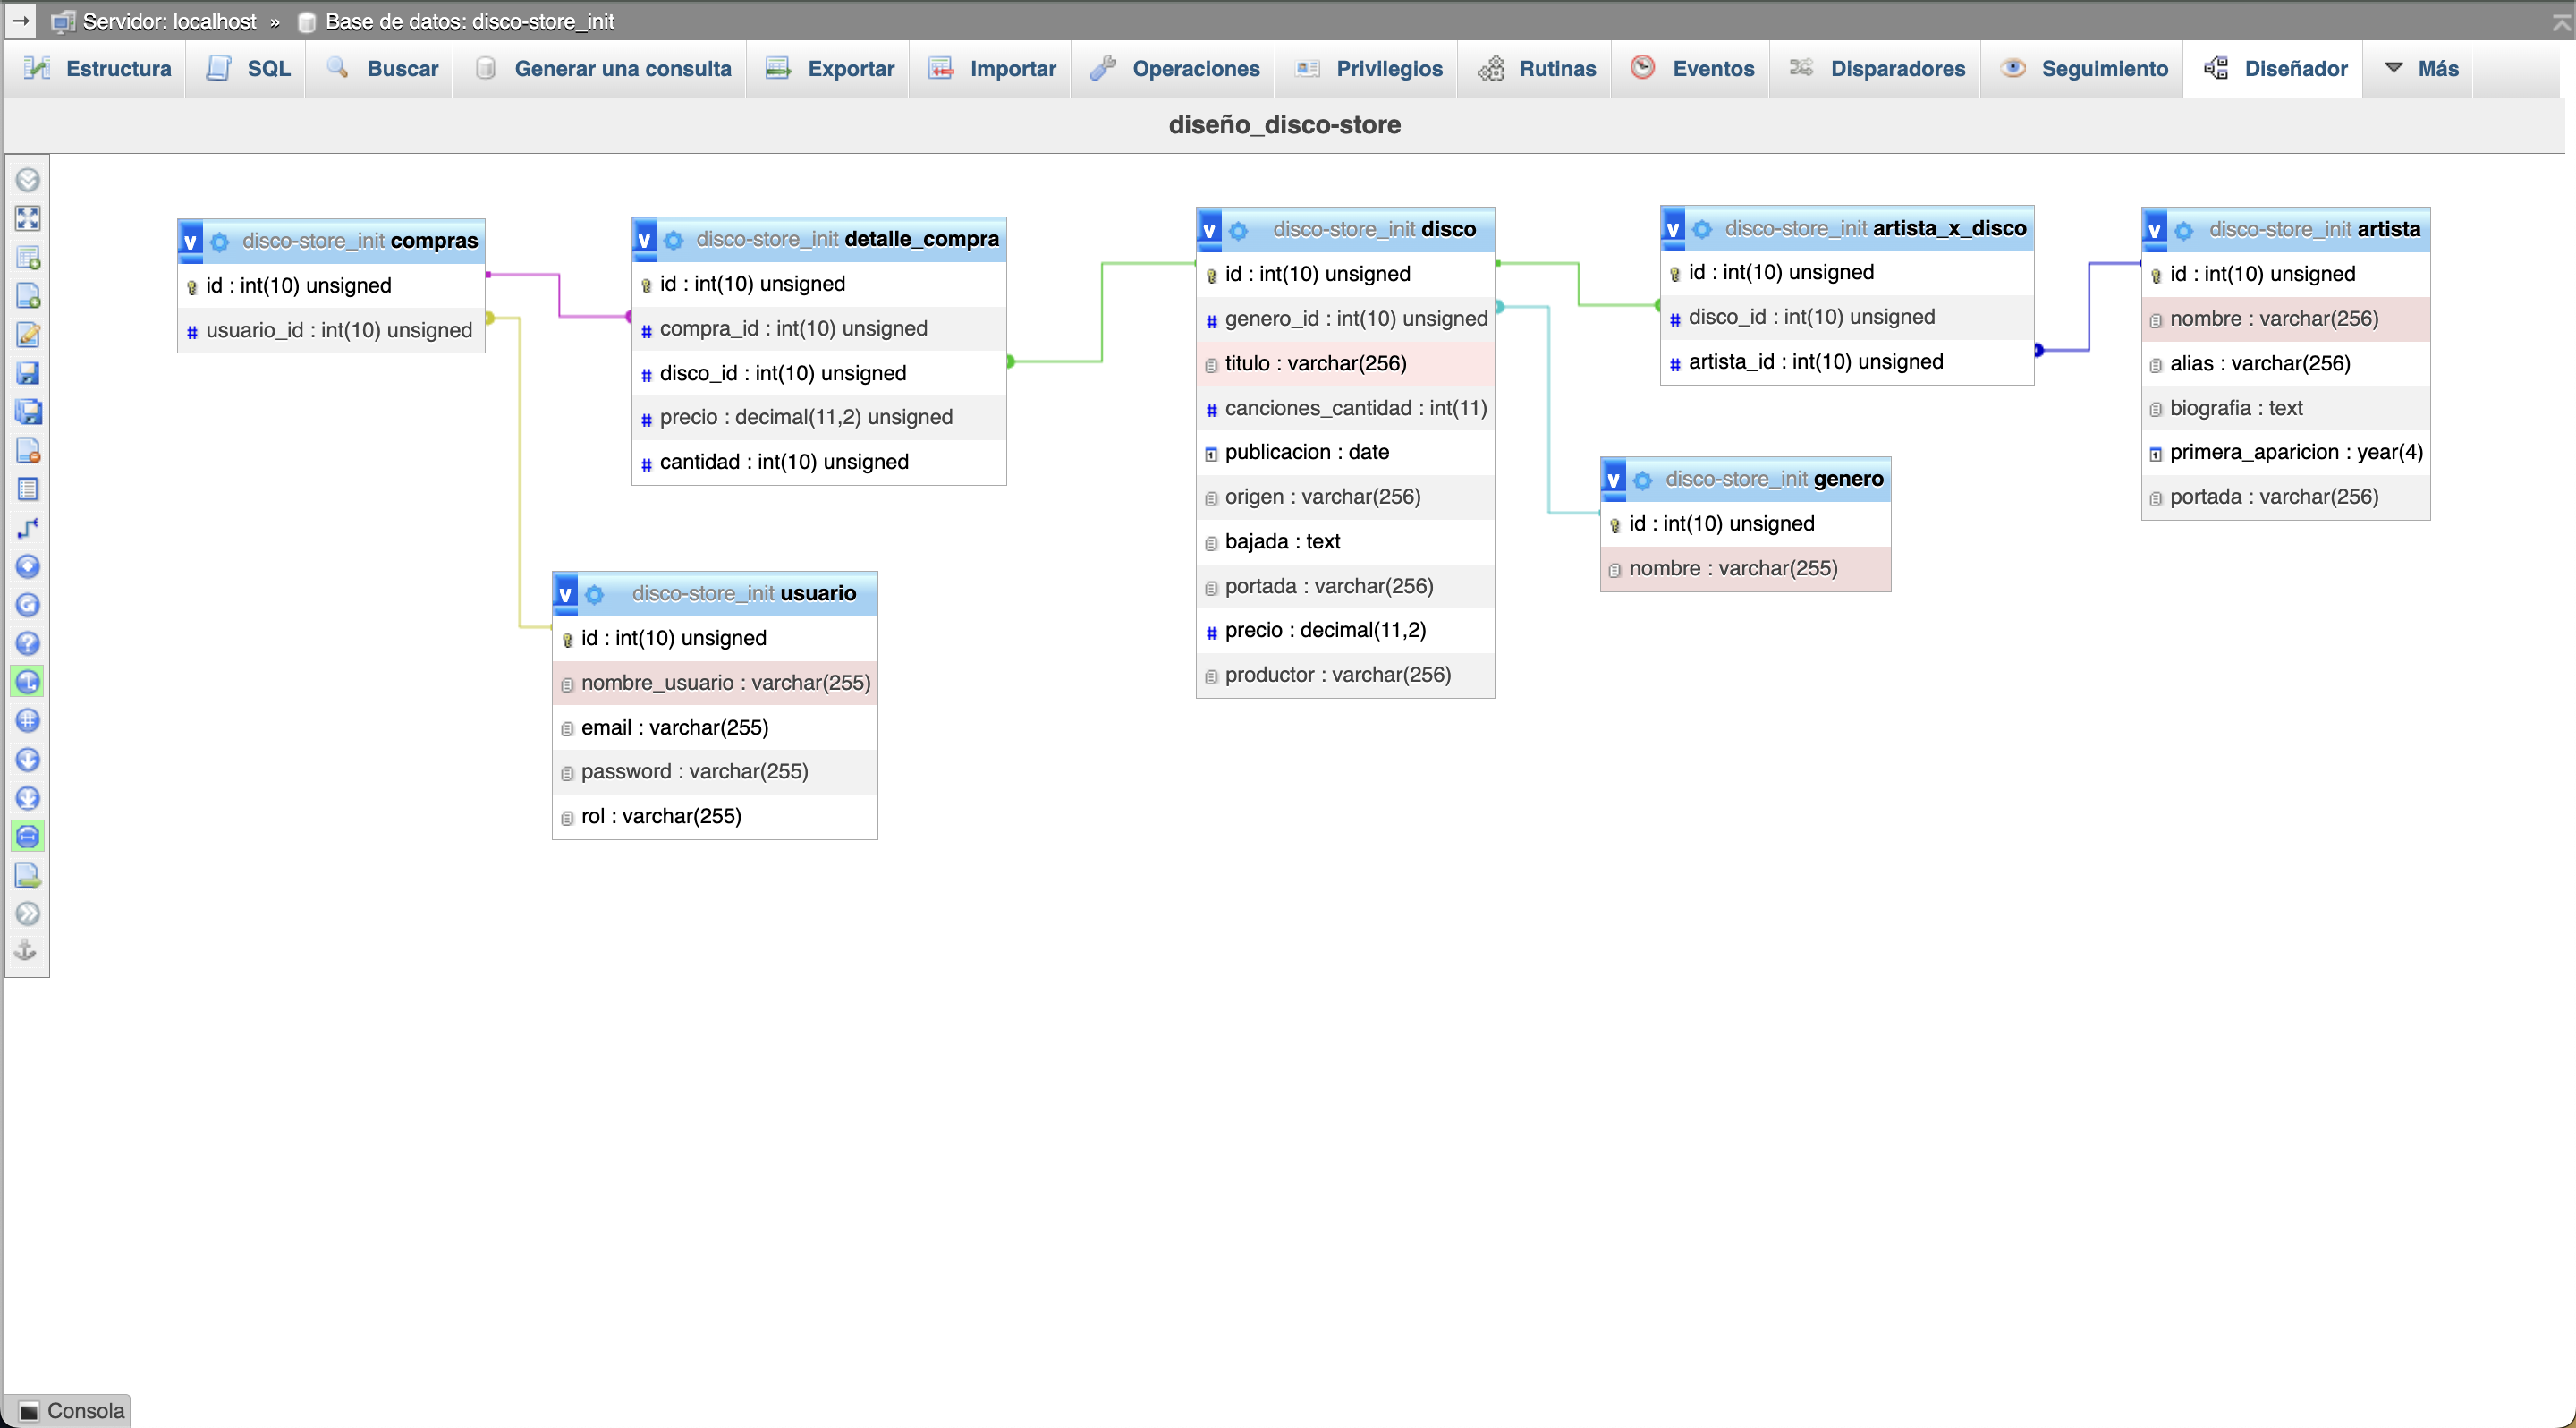 Servidor: localhost » Base de datos: disco-store_init
Estructura SQL Buscar Generar una consulta Exportar Importar Operaciones Privilegios Rutinas Eventos Disparadores Seguimiento Diseñador Más
diseño_disco-store
v disco-store_init compras
id : int(10) unsigned
# usuario_id : int(10) unsigned
v disco-store_init detalle_compra
id : int(10) unsigned
# compra_id : int(10) unsigned
# disco_id : int(10) unsigned
# precio : decimal(11,2) unsigned
# cantidad : int(10) unsigned
v disco-store_init usuario
id : int(10) unsigned
nombre_usuario : varchar(255)
email : varchar(255)
password : varchar(255)
rol : varchar(255)
v disco-store_init disco
id : int(10) unsigned
# genero_id : int(10) unsigned
titulo : varchar(256)
# canciones_cantidad : int(11)
publicacion : date
origen : varchar(256)
bajada : text
portada : varchar(256)
# precio : decimal(11,2)
productor : varchar(256)
v disco-store_init artista_x_disco
id : int(10) unsigned
# disco_id : int(10) unsigned
# artista_id : int(10) unsigned
v disco-store_init genero
id : int(10) unsigned
nombre : varchar(255)
v disco-store_init artista
id : int(10) unsigned
nombre : varchar(256)
alias : varchar(256)
biografia : text
primera_aparicion : year(4)
portada : varchar(256)
Consola